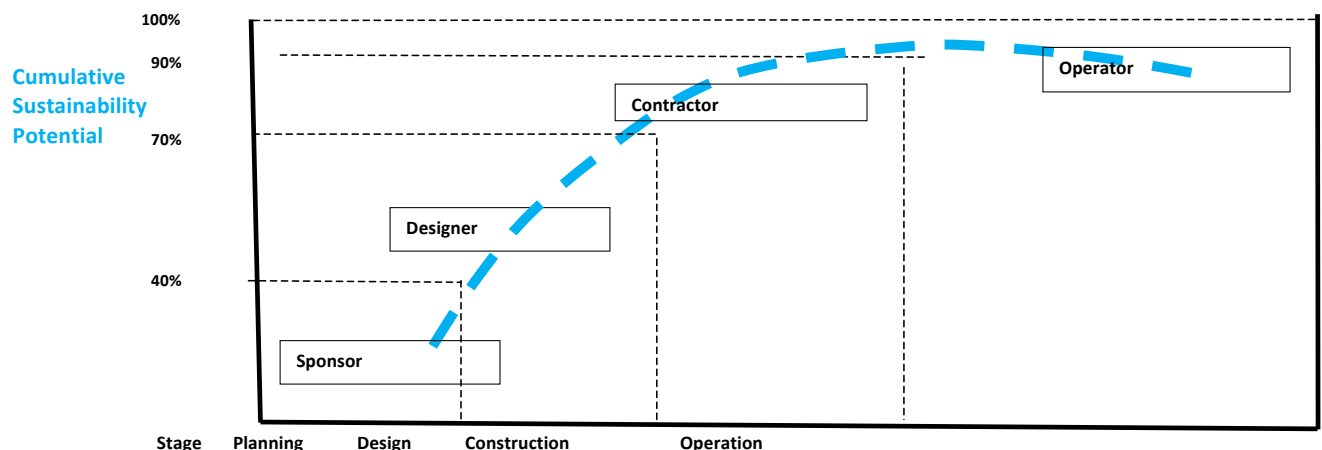 100%
90%
Cumulative
Sustainability
Potential
Operator
Contractor
70%
Designer
40%
Sponsor
Stage Planning Design Construction Operation